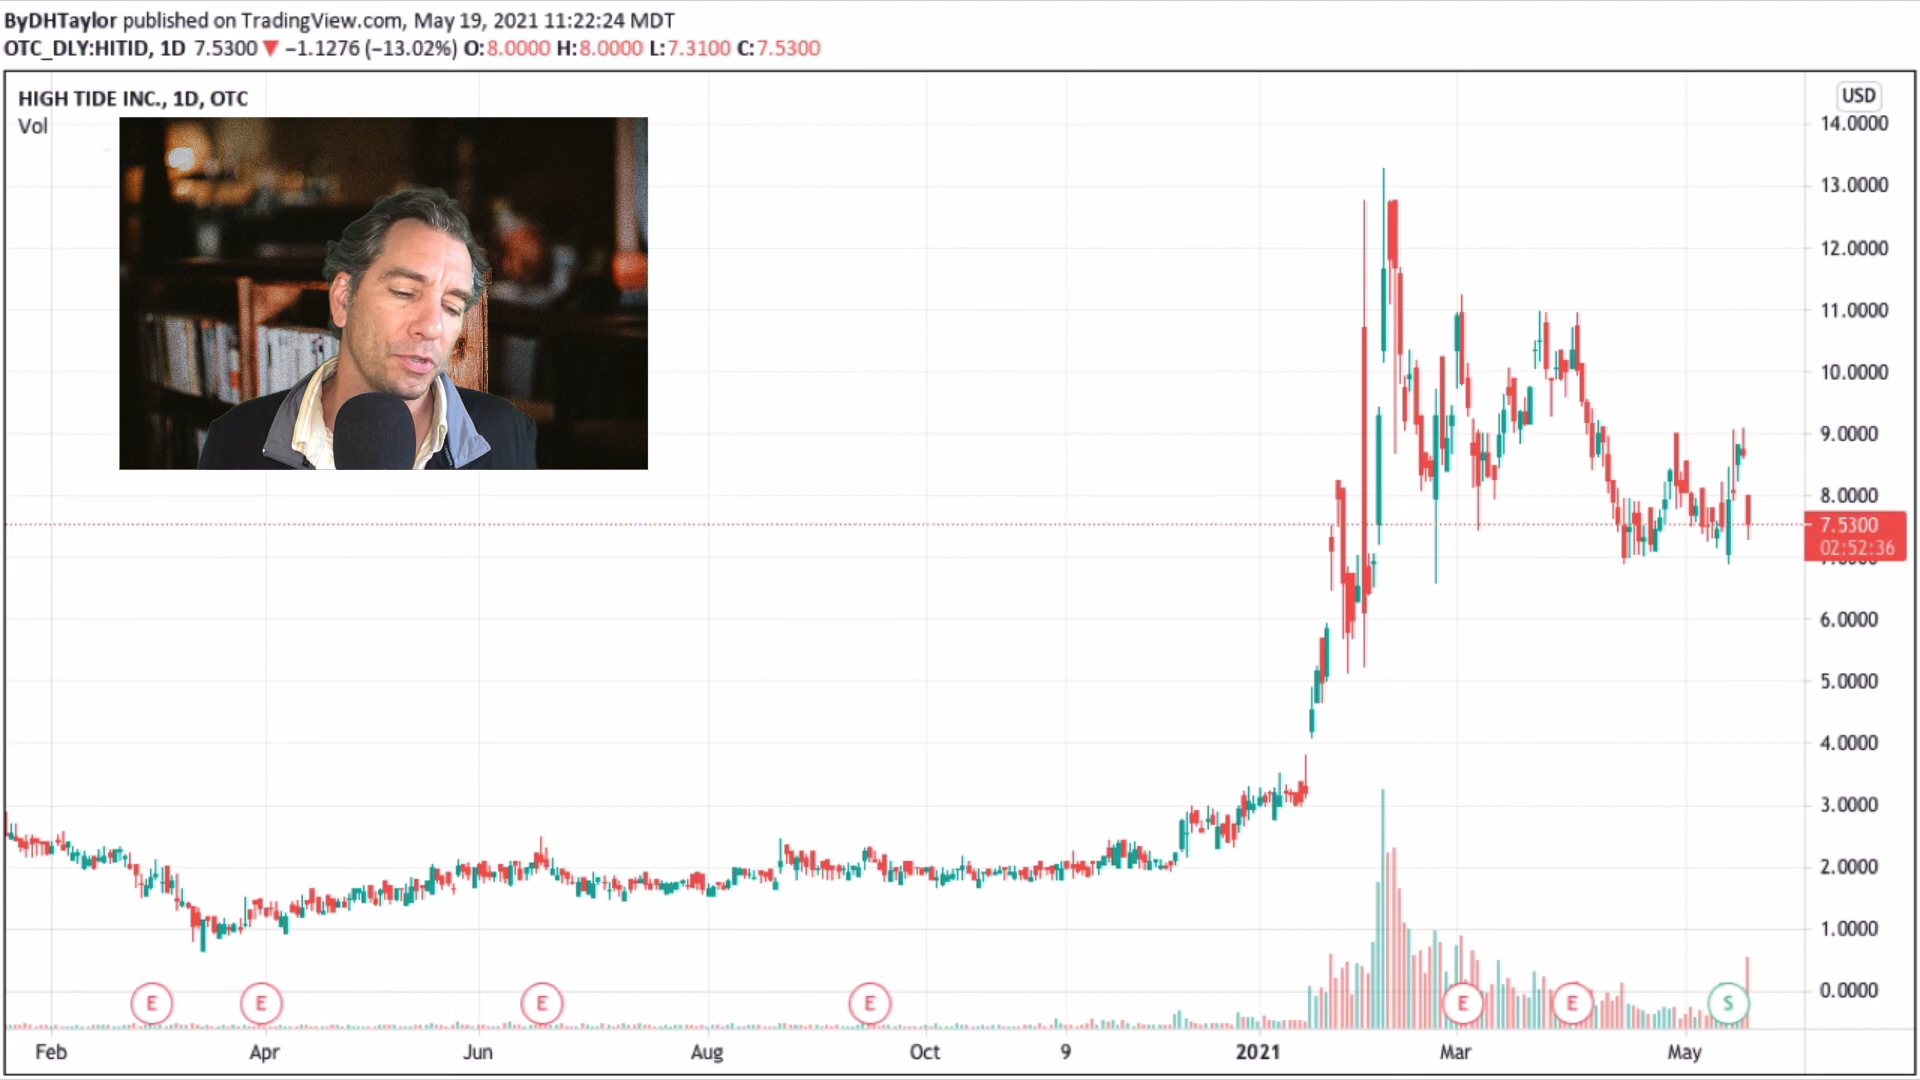 ByDHTaylor published on TradingView.com, May 19, 2021 11:22:24 MDT
OTC_DLY:HITID, 1D 7.5300 ▼ −1.1276 (−13.02%) O:8.0000 H:8.0000 L:7.3100 C:7.5300
HIGH TIDE INC., 1D, OTC
Vol
USD
14.0000
13.0000
12.0000
11.0000
10.0000
9.0000
8.0000
7.5300
02:52:36
6.0000
5.0000
4.0000
3.0000
2.0000
1.0000
0.0000
E E E E E E S
Feb Apr Jun Aug Oct 9 2021 Mar May